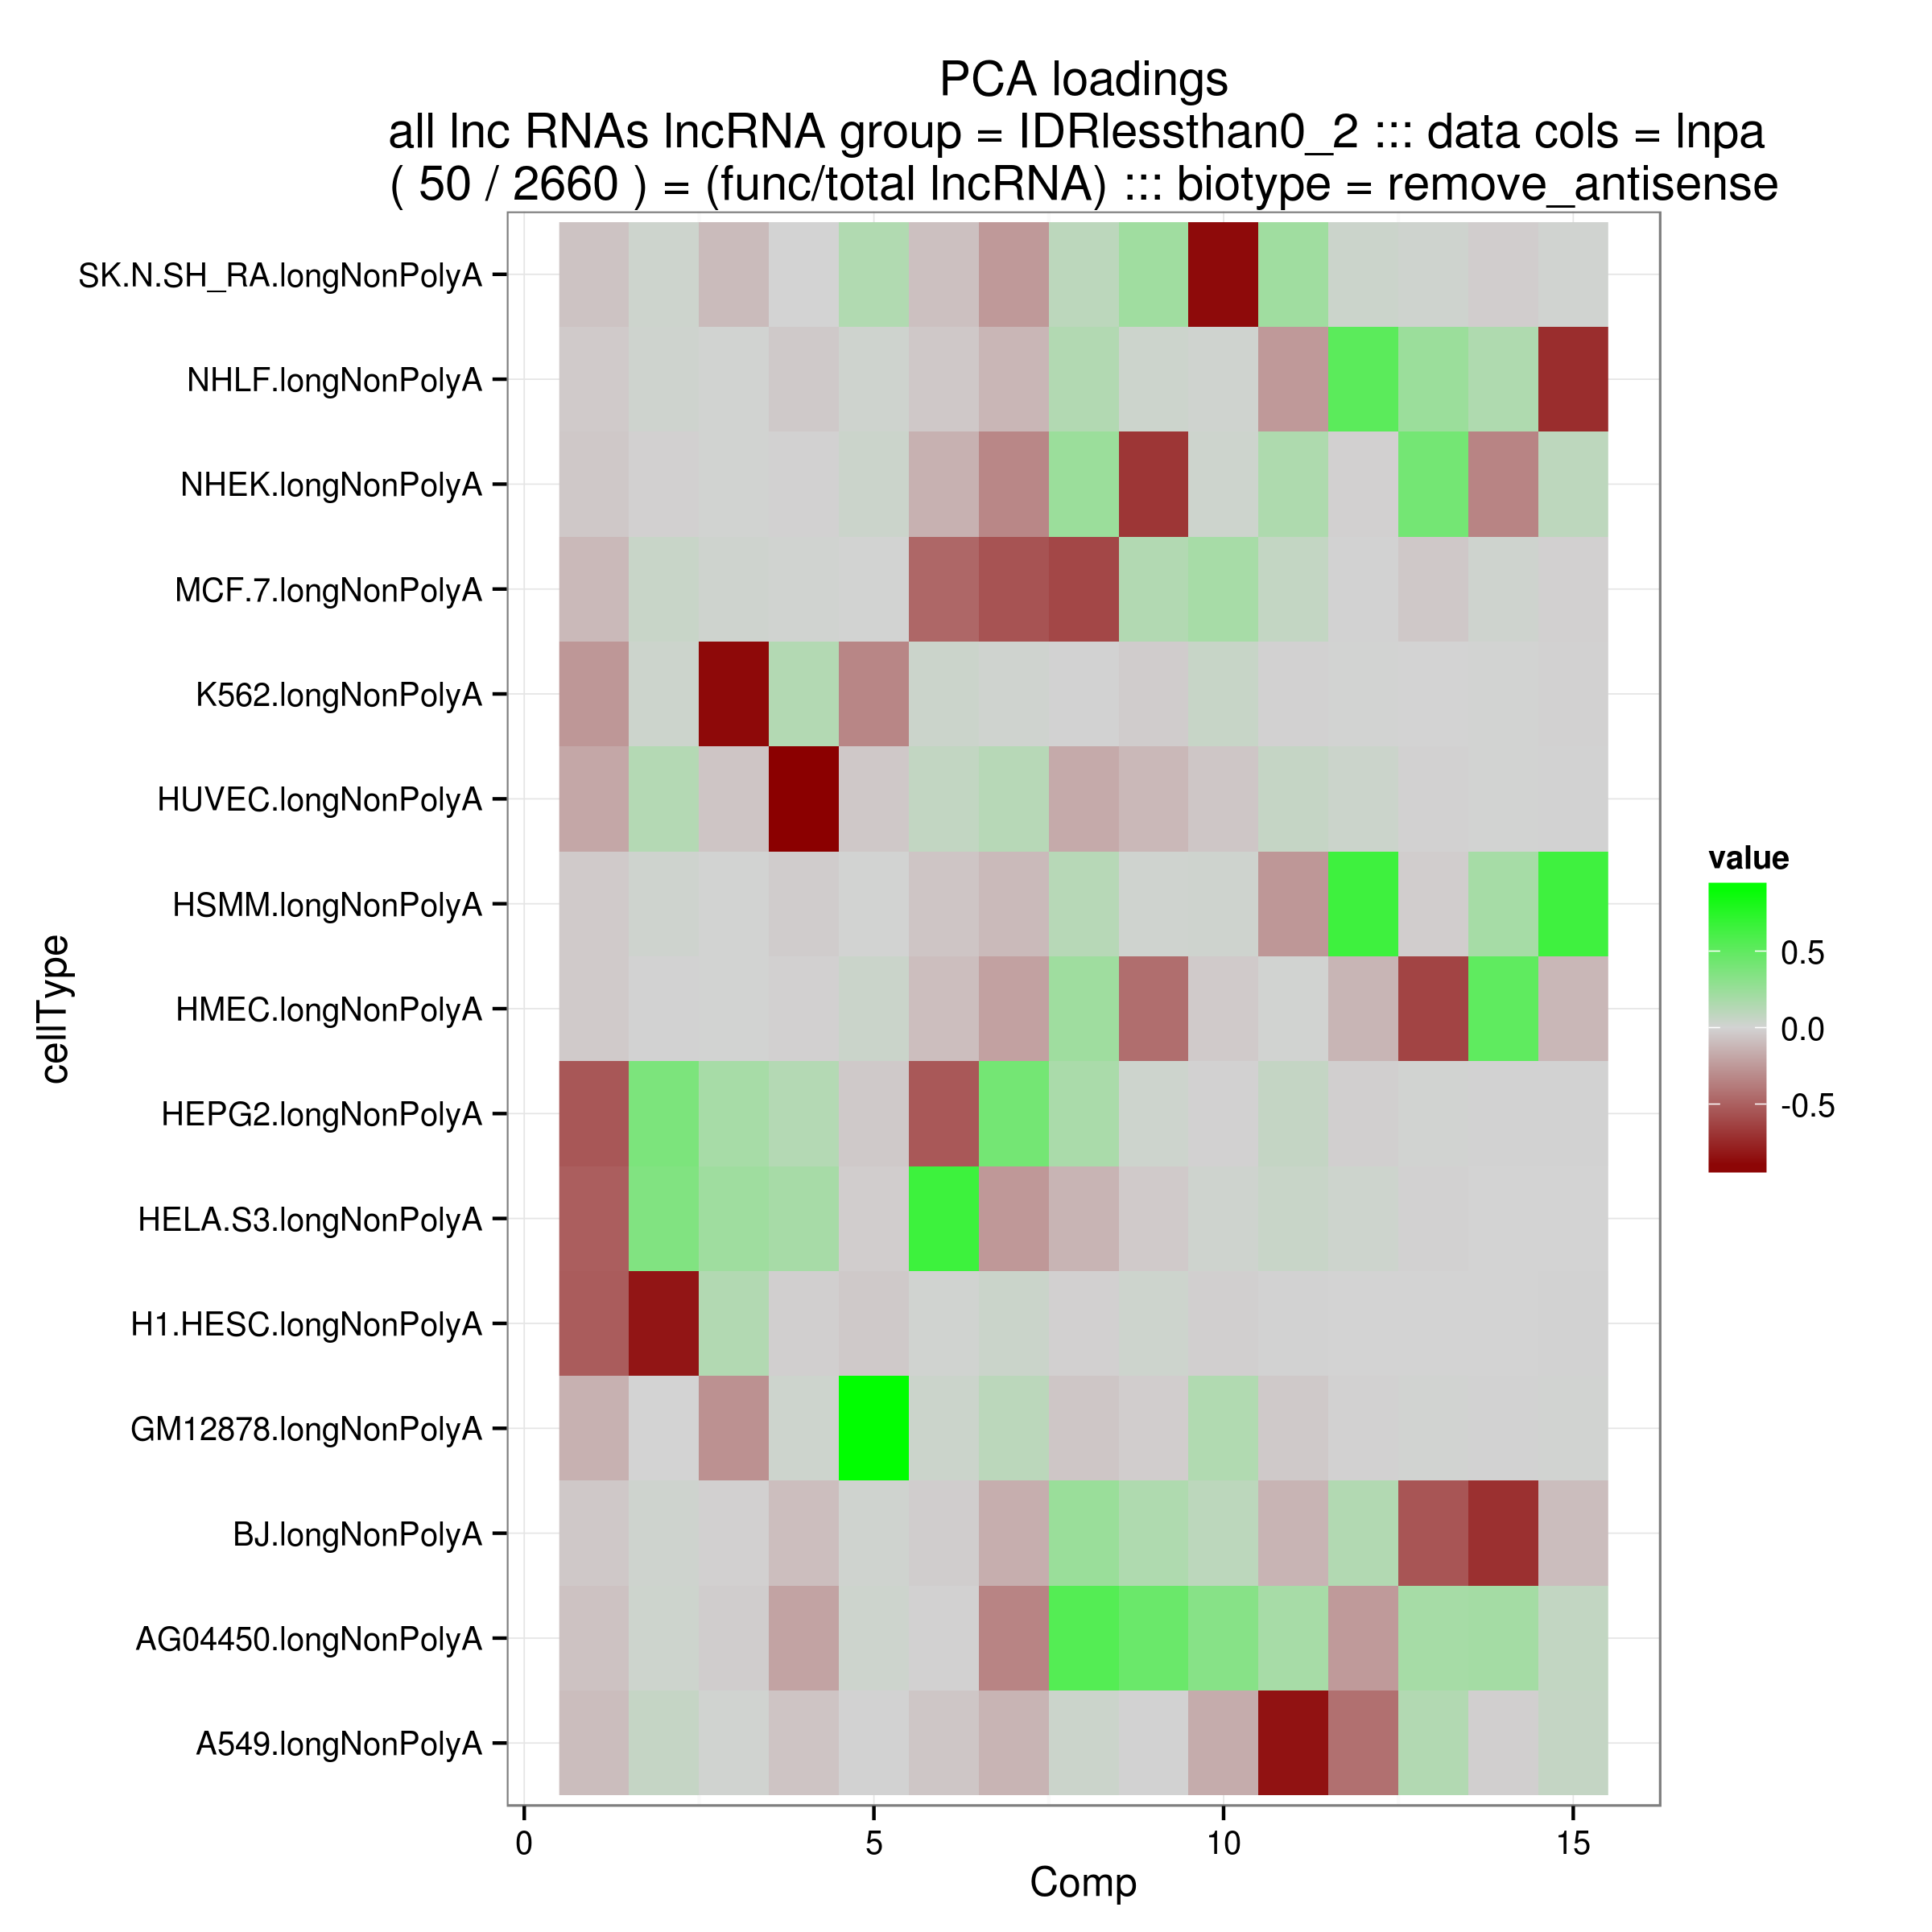 PCA loadings
all lnc RNAs lncRNA group = IDRlessthan0_2 ::: data cols = lnpa
( 50 / 2660 ) = (func/total lncRNA) ::: biotype = remove_antisense
cellType
SK.N.SH_RA.longNonPolyA
NHLF.longNonPolyA
NHEK.longNonPolyA
MCF.7.longNonPolyA
K562.longNonPolyA
HUVEC.longNonPolyA
HSMM.longNonPolyA
HMEC.longNonPolyA
HEPG2.longNonPolyA
HELA.S3.longNonPolyA
H1.HESC.longNonPolyA
GM12878.longNonPolyA
BJ.longNonPolyA
AG04450.longNonPolyA
A549.longNonPolyA
0 5 10 15
Comp
value
0.5
0.0
-0.5